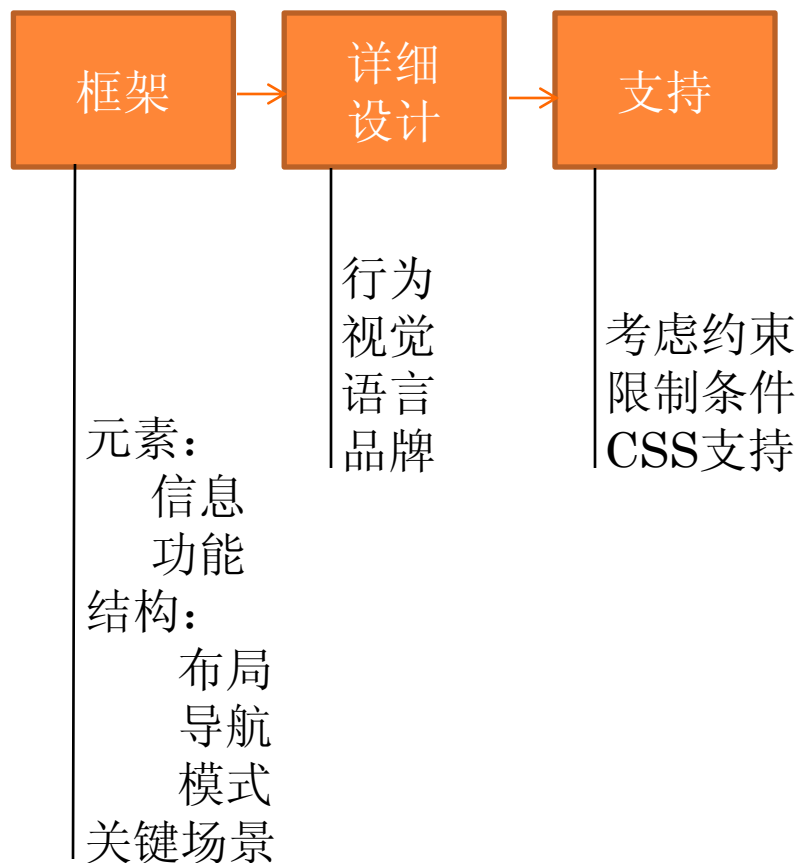 框架
详细
设计
支持
元素：
信息
功能
结构：
布局
导航
模式
关键场景
行为
视觉
语言
品牌
考虑约束
限制条件
CSS支持